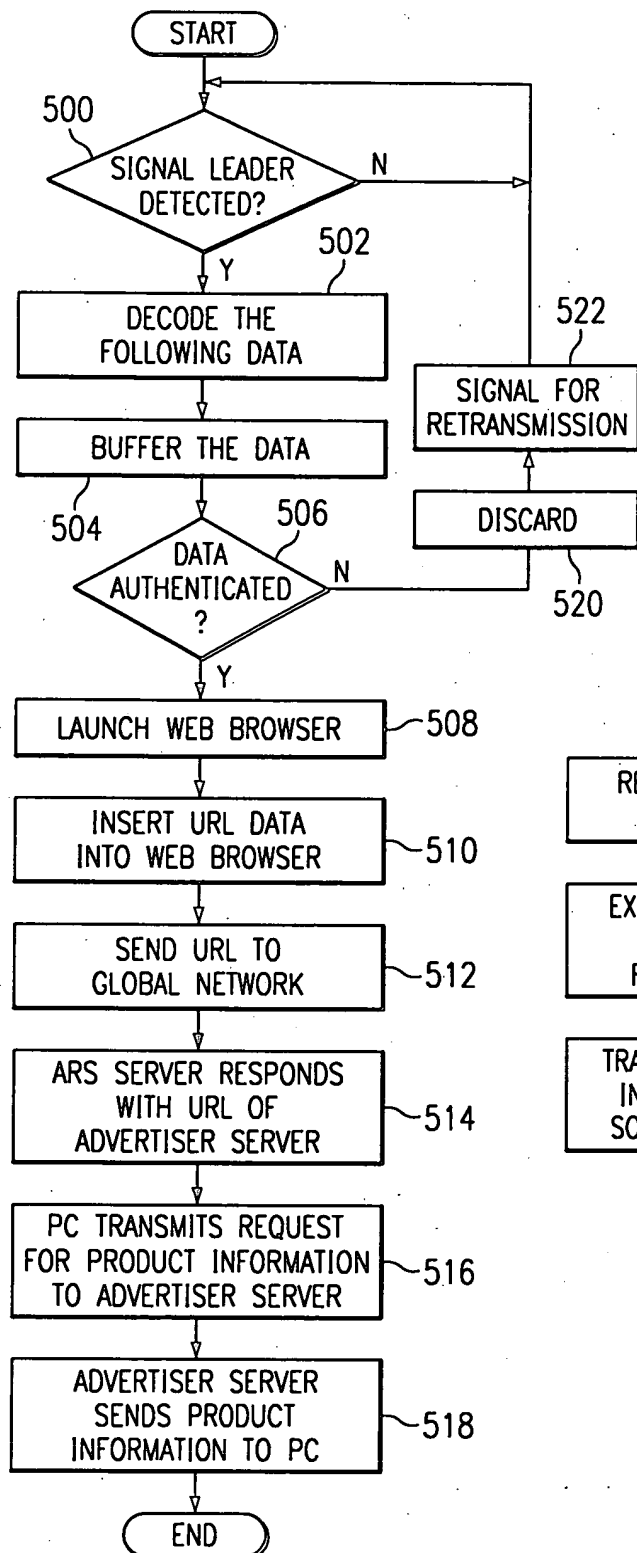 START
500
SIGNAL LEADER
DETECTED?
N
Y
502
DECODE THE
FOLLOWING DATA
522
SIGNAL FOR
RETRANSMISSION
BUFFER THE DATA
504
DISCARD
520
506
DATA
AUTHENTICATED
?
N
Y
LAUNCH WEB BROWSER
508
INSERT URL DATA
INTO WEB BROWSER
510
SEND URL TO
GLOBAL NETWORK
512
ARS SERVER RESPONDS
WITH URL OF
ADVERTISER SERVER
514
PC TRANSMITS REQUEST
FOR PRODUCT INFORMATION
TO ADVERTISER SERVER
516
ADVERTISER SERVER
SENDS PRODUCT
INFORMATION TO PC
518
END